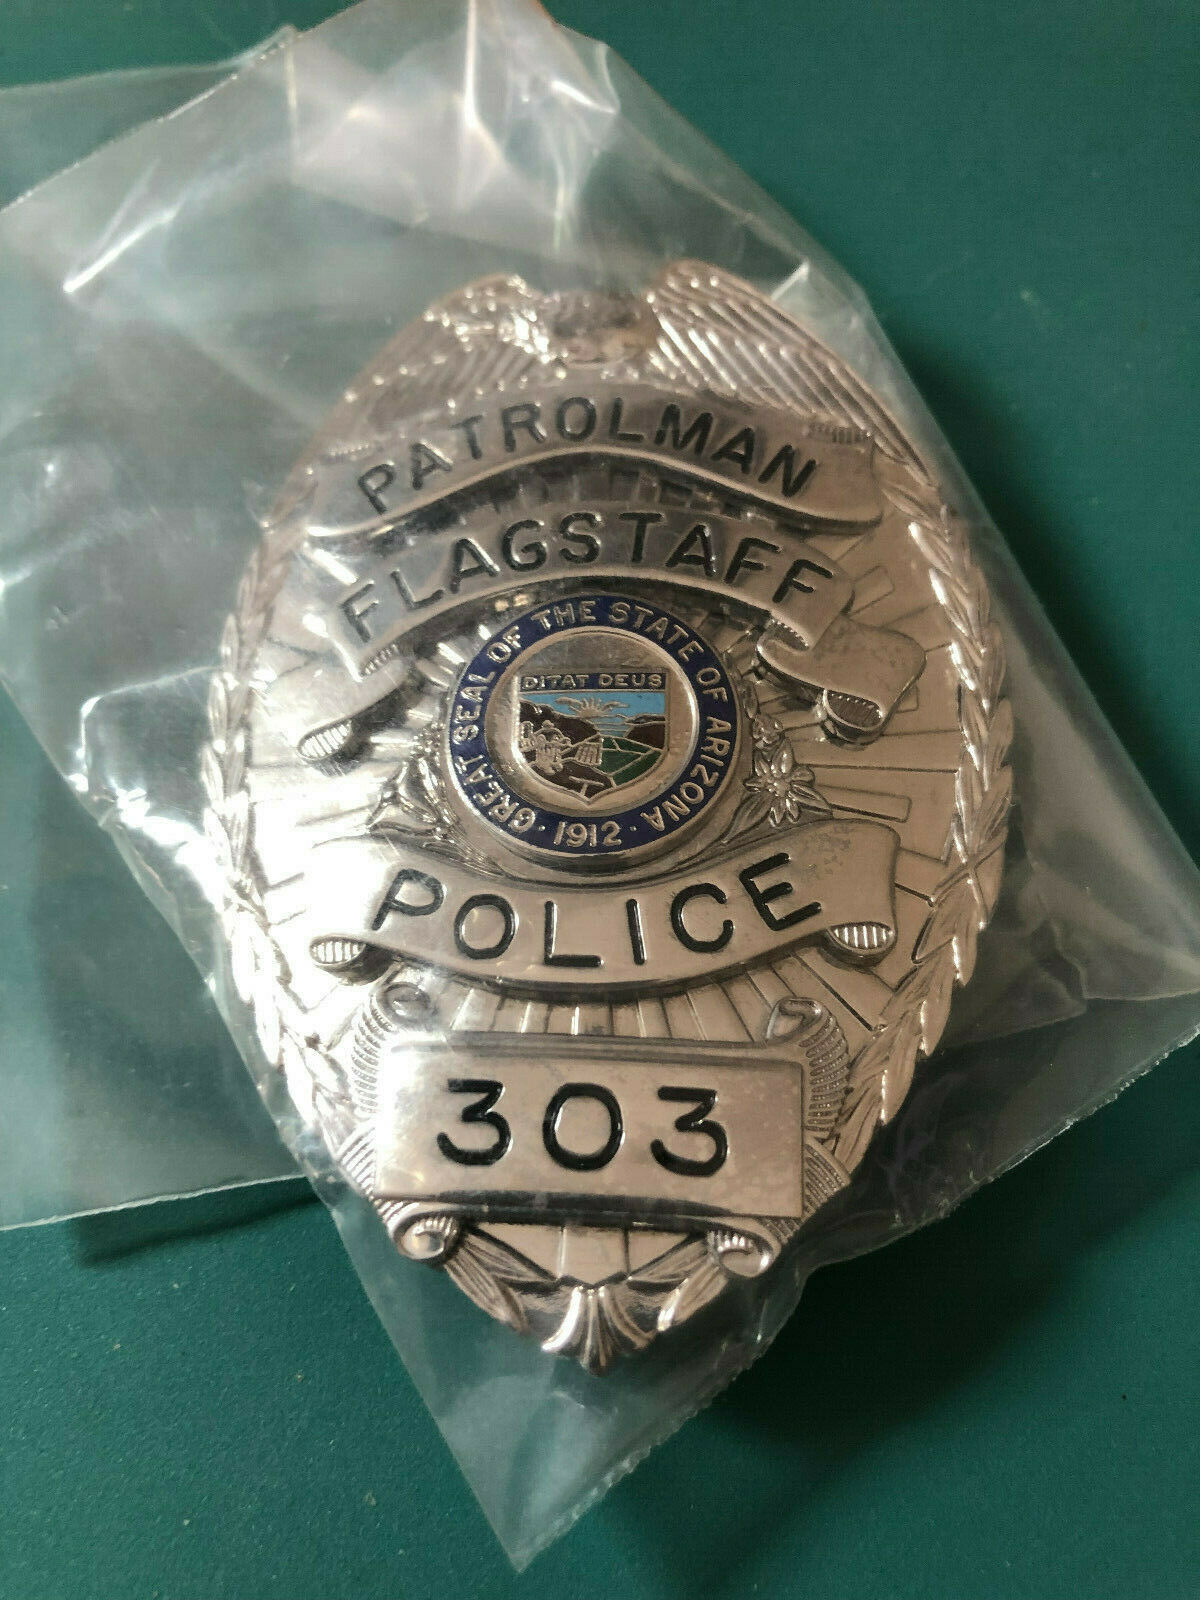 PATROLMAN
FLAGSTAFF
GREAT SEAL OF THE STATE OF ARIZONA
DITAT DEUS
· 1912 ·
POLICE
303